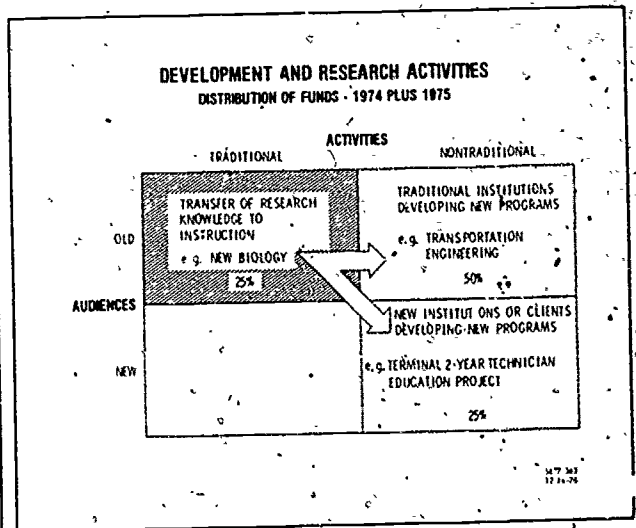 DEVELOPMENT AND RESEARCH ACTIVITIES
DISTRIBUTION OF FUNDS - 1974 PLUS 1975
ACTIVITIES
TRADITIONAL
NONTRADITIONAL
AUDIENCES
OLD
TRANSFER OF RESEARCH
KNOWLEDGE TO
INSTRUCTION
e.g. NEW BIOLOGY
25%
TRADITIONAL INSTITUTIONS
DEVELOPING NEW PROGRAMS
e.g. TRANSPORTATION
ENGINEERING
50%
NEW
NEW INSTITUTIONS OR CLIENTS
DEVELOPING NEW PROGRAMS
e.g. TERMINAL 2-YEAR TECHNICIAN
EDUCATION PROJECT
25%